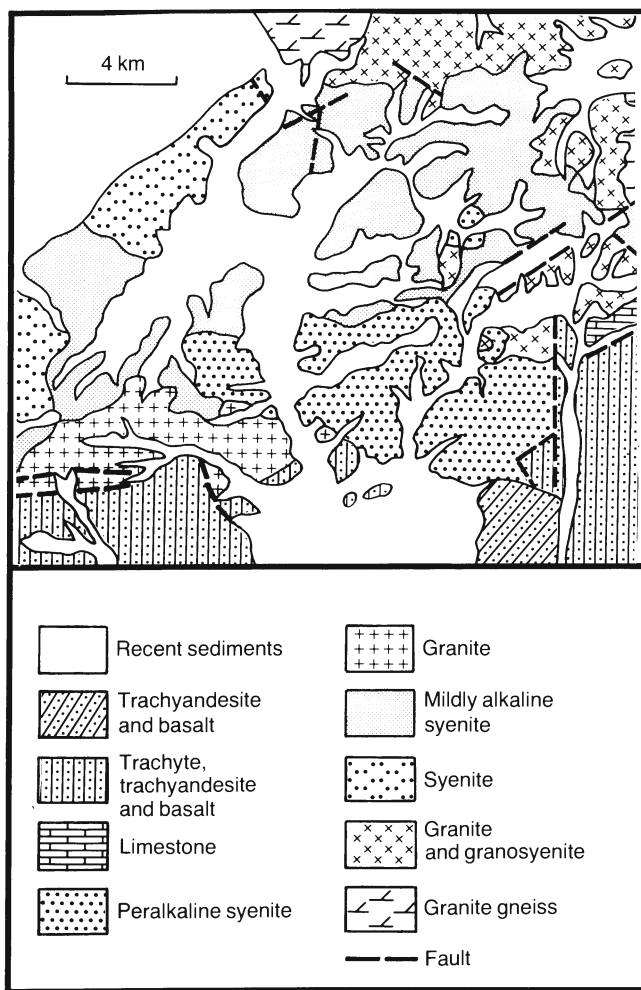 4 km
Recent sediments
Trachyandesite
and basalt
Trachyte,
trachyandesite
and basalt
Limestone
Peralkaline syenite
Granite
Mildly alkaline
syenite
Syenite
Granite
and granosyenite
Granite gneiss
Fault